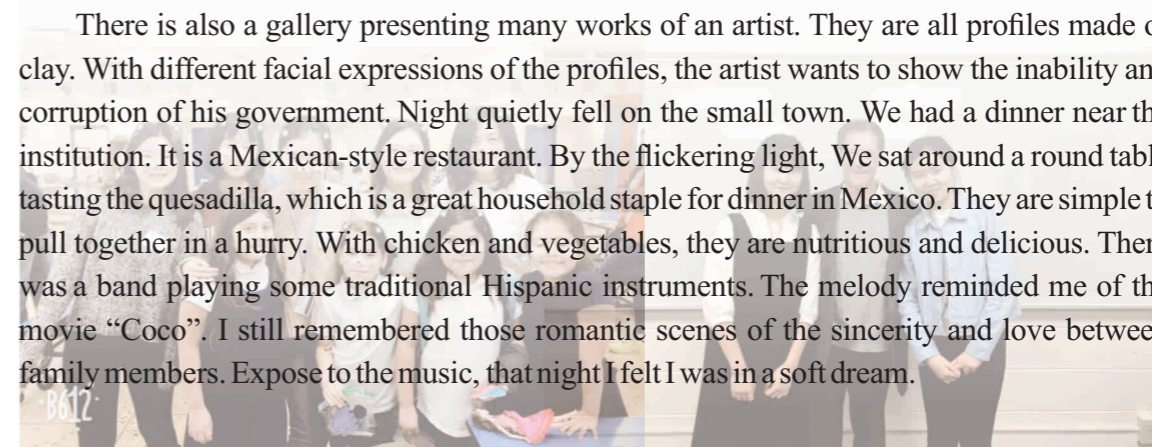 There is also a gallery presenting many works of an artist. They are all profiles made o
clay. With different facial expressions of the profiles, the artist wants to show the inability an
corruption of his government. Night quietly fell on the small town. We had a dinner near th
institution. It is a Mexican-style restaurant. By the flickering light, We sat around a round tabl
tasting the quesadilla, which is a great household staple for dinner in Mexico. They are simple t
pull together in a hurry. With chicken and vegetables, they are nutritious and delicious. Ther
was a band playing some traditional Hispanic instruments. The melody reminded me of th
movie “Coco”. I still remembered those romantic scenes of the sincerity and love betwee
family members. Expose to the music, that night I felt I was in a soft dream.
B612